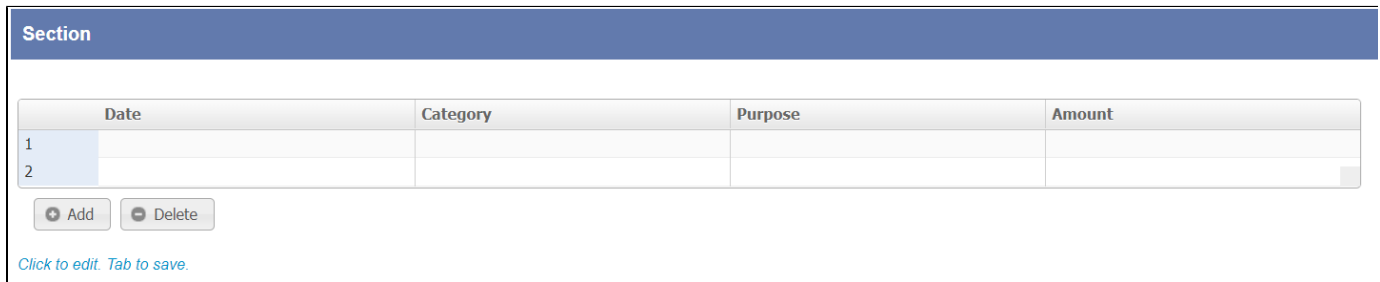 Section
Date Category Purpose Amount
1
2
Add Delete
Click to edit. Tab to save.